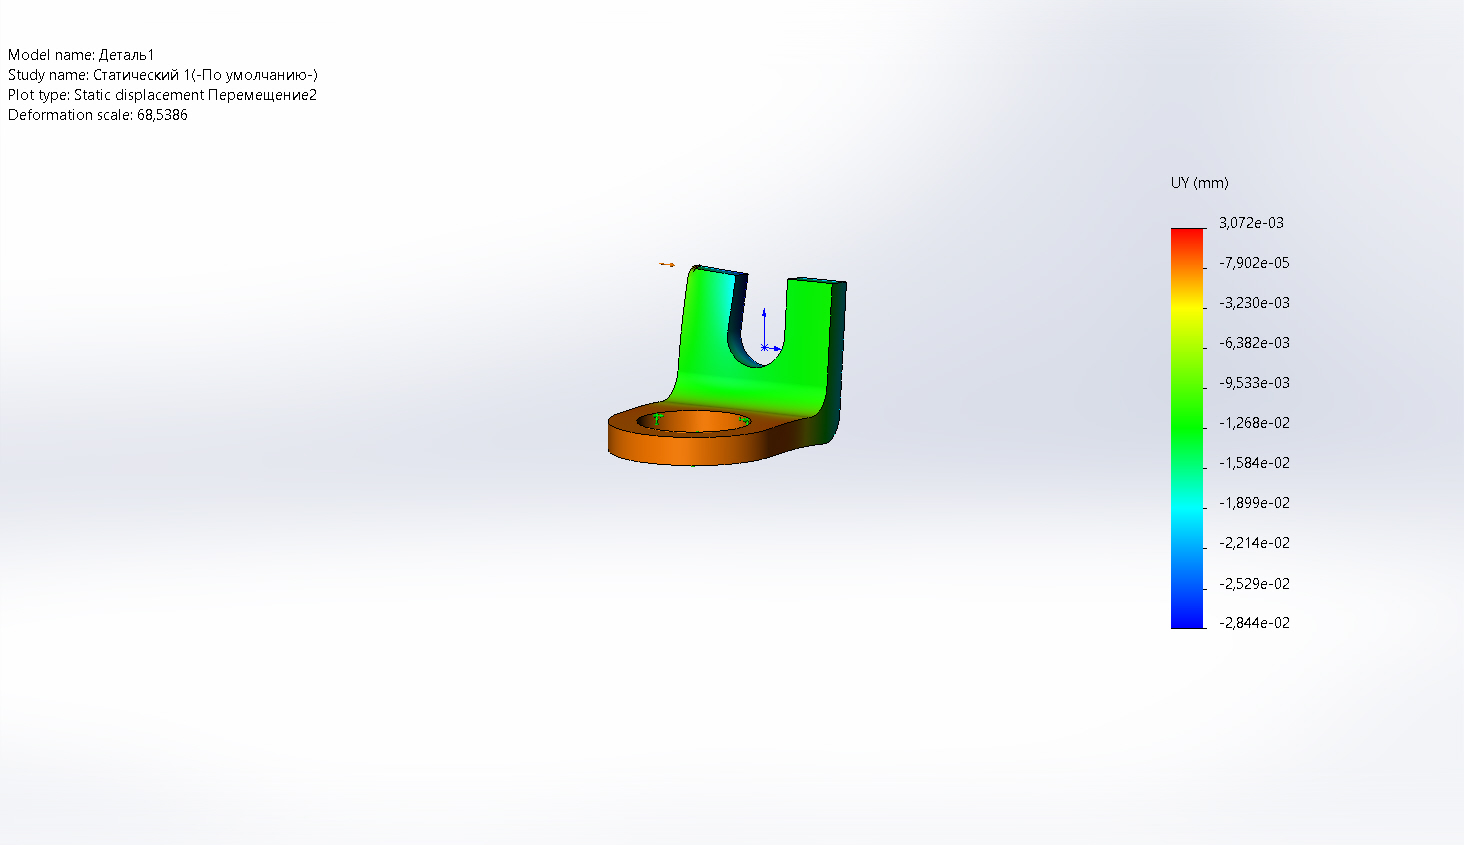 Model name: Деталь1
Study name: Статический 1(-По умолчанию-)
Plot type: Static displacement Перемещение2
Deformation scale: 68,5386
UY (mm)
3,072e-03
-7,902e-05
-3,230e-03
-6,382e-03
-9,533e-03
-1,268e-02
-1,584e-02
-1,899e-02
-2,214e-02
-2,529e-02
-2,844e-02